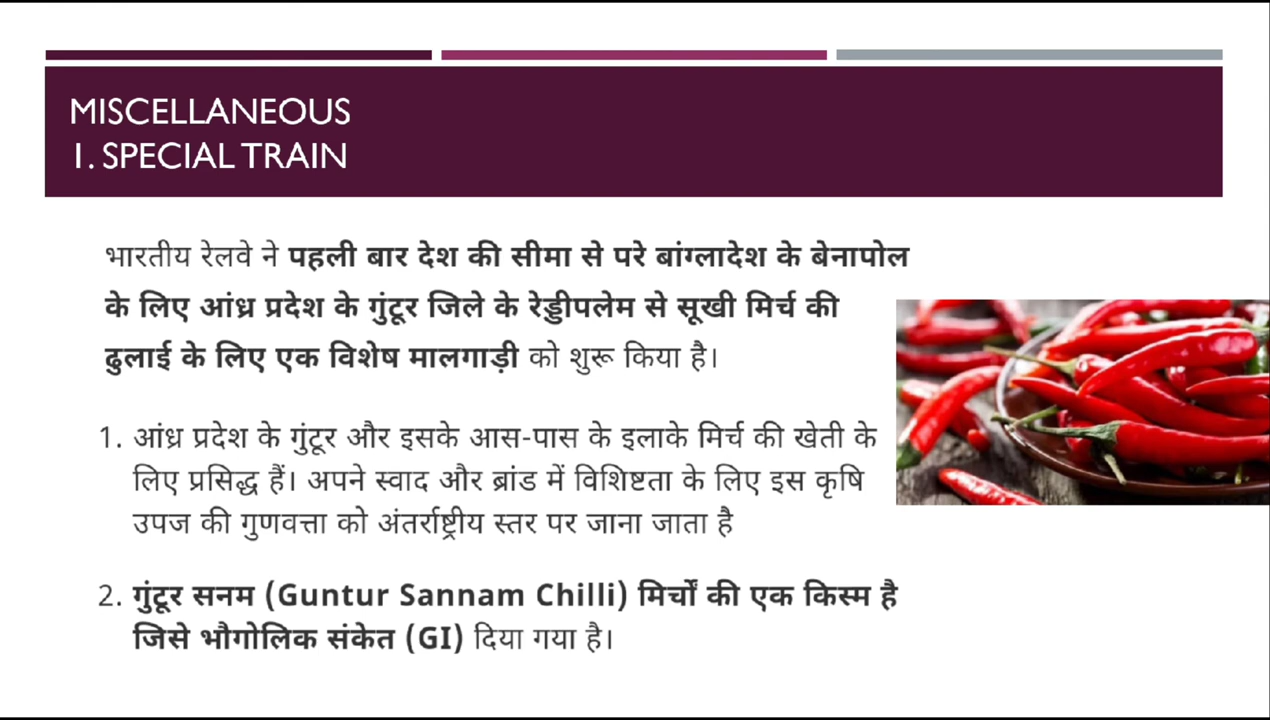 MISCELLANEOUS
1. SPECIAL TRAIN
भारतीय रेलवे ने पहली बार देश की सीमा से परे बांग्लादेश के बेनापोल
के लिए आंध्र प्रदेश के गुंटूर जिले के रेड्डीपलेम से सूखी मिर्च की
ढुलाई के लिए एक विशेष मालगाड़ी को शुरू किया है।
1. आंध्र प्रदेश के गुंटूर और इसके आस-पास के इलाके मिर्च की खेती के
लिए प्रसिद्ध हैं। अपने स्वाद और ब्रांड में विशिष्टता के लिए इस कृषि
उपज की गुणवत्ता को अंतर्राष्ट्रीय स्तर पर जाना जाता है
2. गुंटूर सनम (Guntur Sannam Chilli) मिर्चों की एक किस्म है
जिसे भौगोलिक संकेत (GI) दिया गया है।